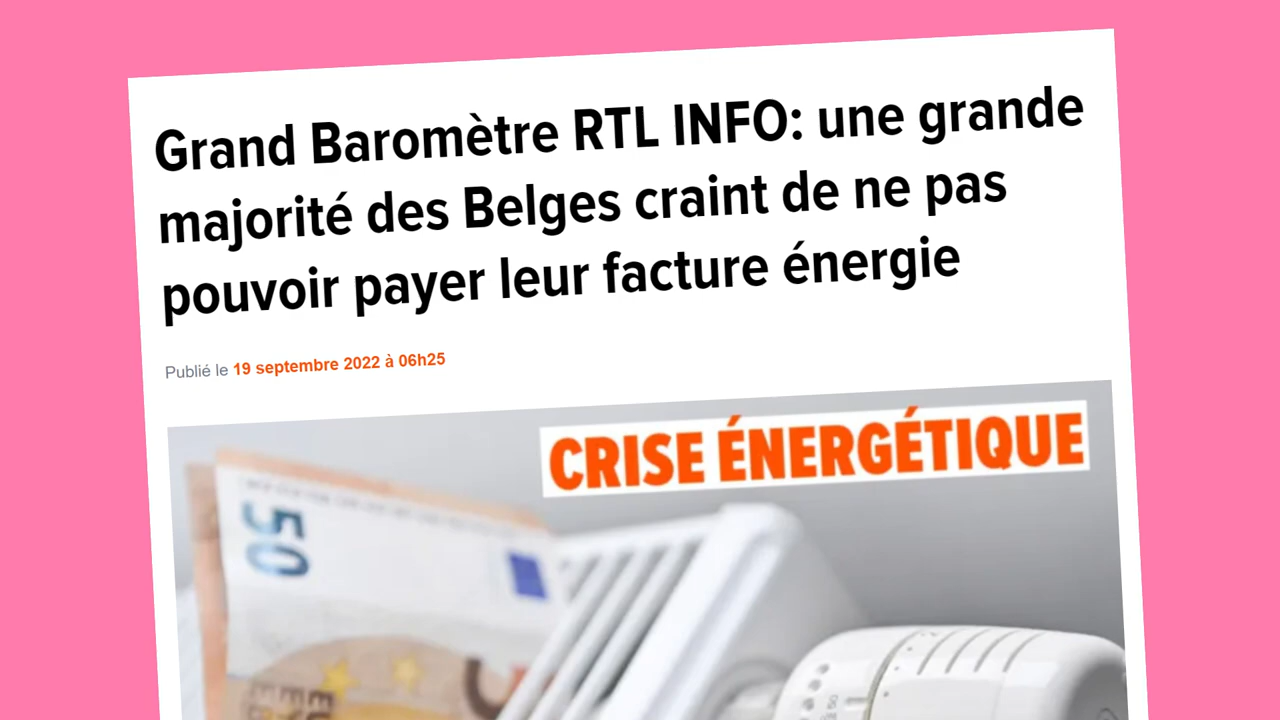 Grand Baromètre RTL INFO: une grande
majorité des Belges craint de ne pas
pouvoir payer leur facture énergie
Publié le 19 septembre 2022 à 06h25
CRISE ÉNERGÉTIQUE
50